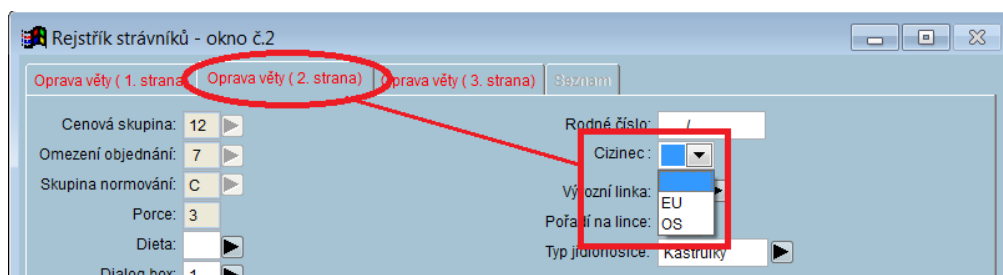 Rejstřík strávníků - okno č.2
Oprava věty ( 1. strana) Oprava věty ( 2. strana) Oprava věty ( 3. strana) Seznam
Cenová skupina: 12
Omezení objednání: 7
Skupina normování: C
Porce: 3
Dieta:
Dialog box: 1
Rodné číslo: /
Cizinec :
EU
OS
Vývozní linka:
Pořadí na lince:
Typ jídlonosiče: Kastrůlky